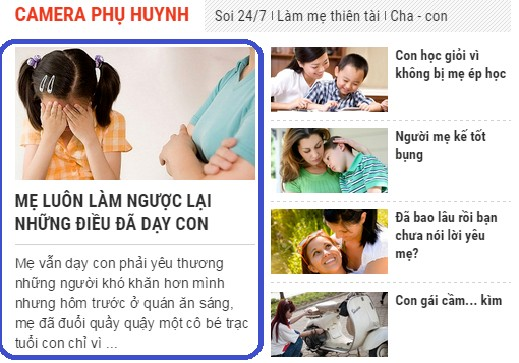 CAMERA PHỤ HUYNH
Soi 24/7 | Làm mẹ thiên tài | Cha - con
MẸ LUÔN LÀM NGƯỢC LẠI
NHỮNG ĐIỀU ĐÃ DẠY CON
Mẹ vẫn dạy con phải yêu thương
những người khó khăn hơn mình
nhưng hôm trước ở quán ăn sáng,
mẹ đã đuổi quầy quậy một cô bé trạc
tuổi con chỉ vì ...
Con học giỏi vì
không bị mẹ ép học
Người mẹ kế tốt
bụng
Đã bao lâu rồi bạn
chưa nói lời yêu
mẹ?
Con gái cầm... kìm